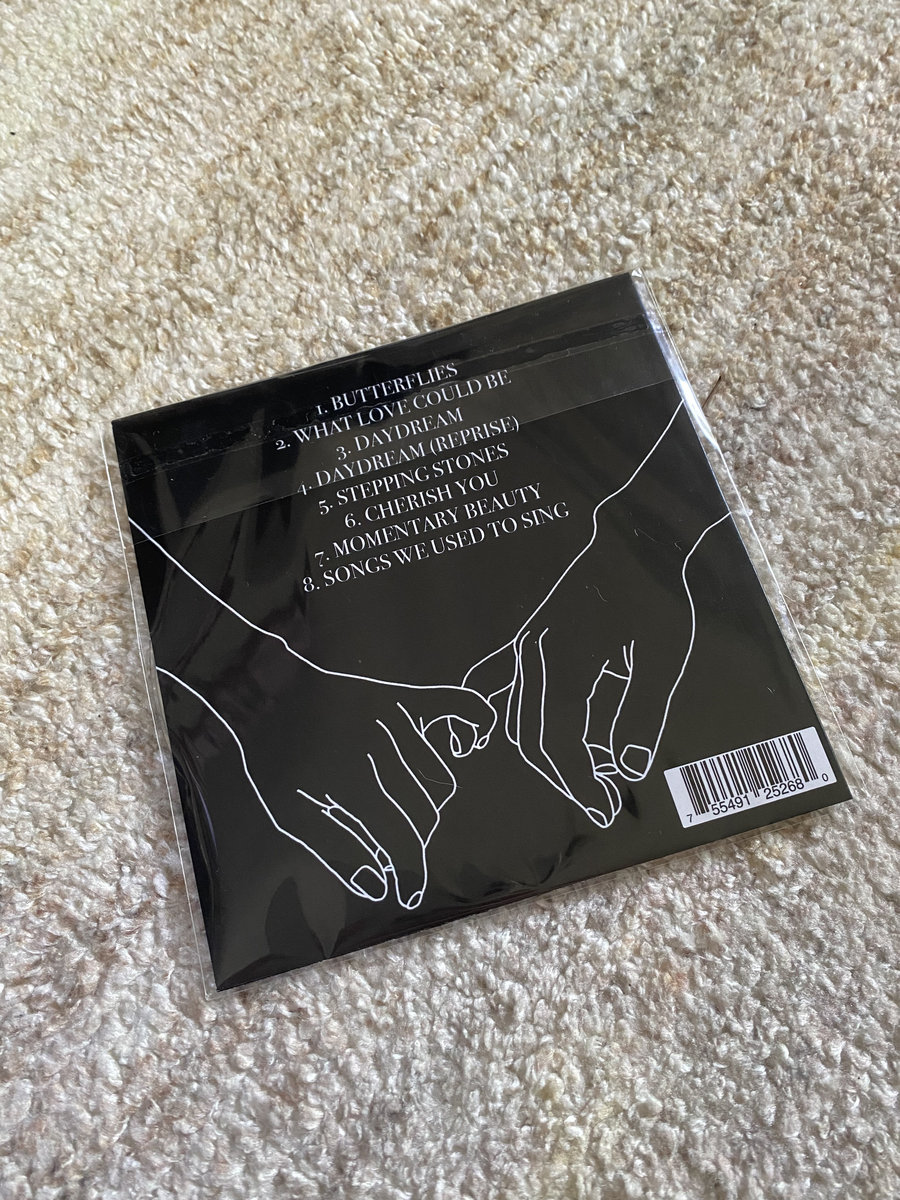 1. BUTTERFLIES
2. WHAT LOVE COULD BE
3. DAYDREAM
4. DAYDREAM (REPRISE)
5. STEPPING STONES
6. CHERISH YOU
7. MOMENTARY BEAUTY
8. SONGS WE USED TO SING
7 55491 25268 0